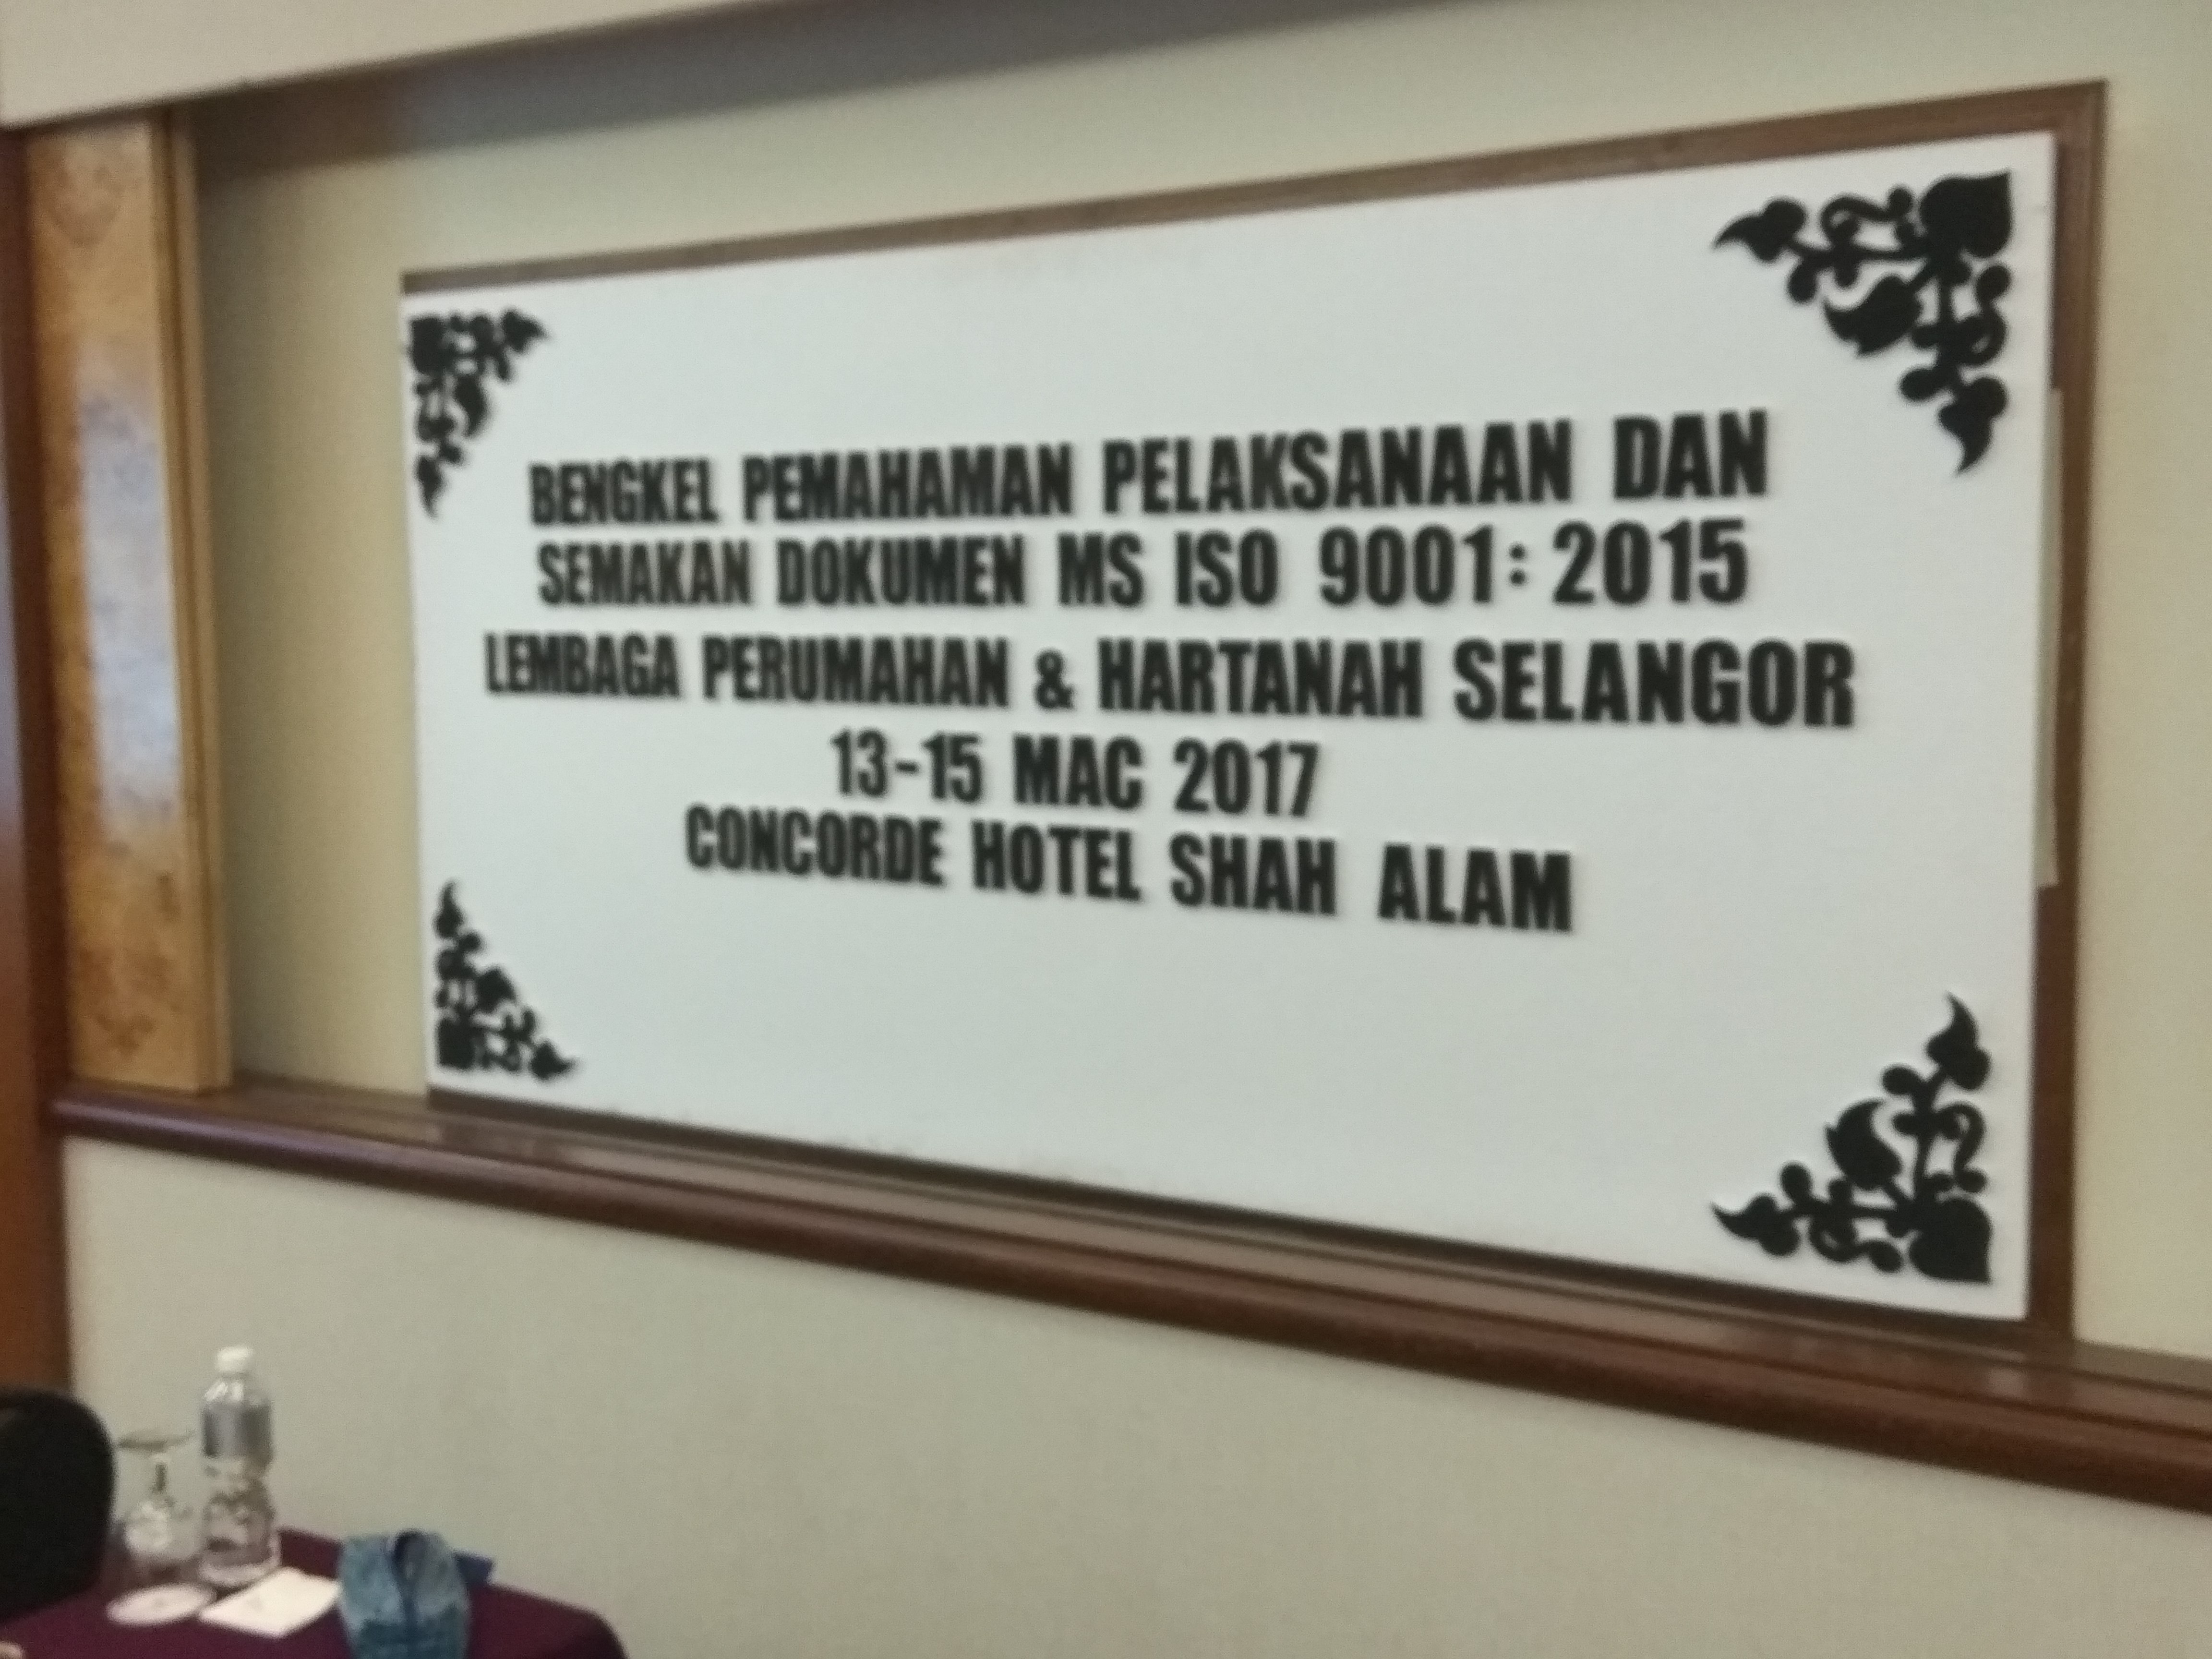 BENGKEL PEMAHAMAN PELAKSANAAN DAN
SEMAKAN DOKUMEN MS ISO 9001:2015
LEMBAGA PERUMAHAN & HARTANAH SELANGOR
13-15 MAC 2017
CONCORDE HOTEL SHAH ALAM